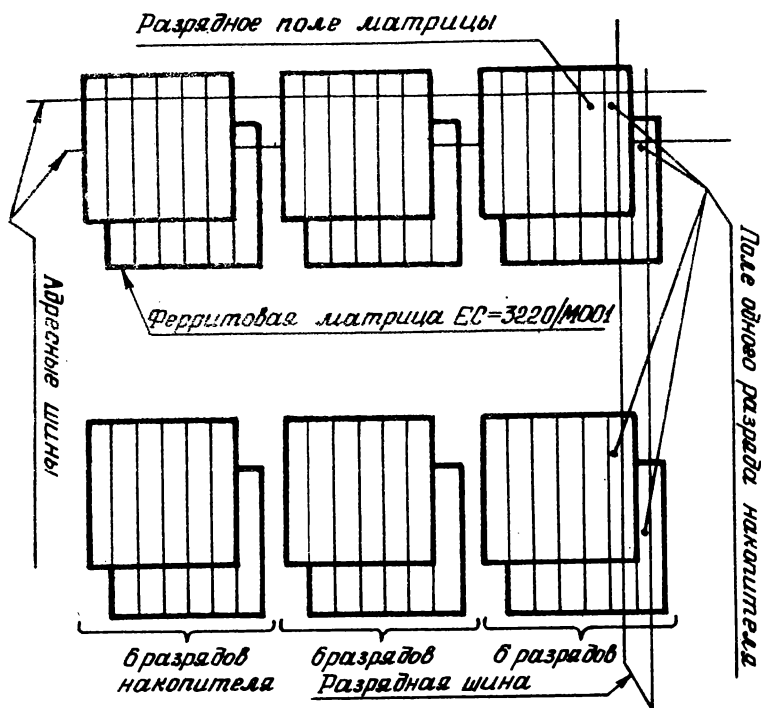 Разрядное поле матрицы
Адресные шины
Ферритовая матрица ЕС-3220/М001
Поле одного разряда накопителя
6 разрядов
накопителя
6 разрядов
6 разрядов
Разрядная шина